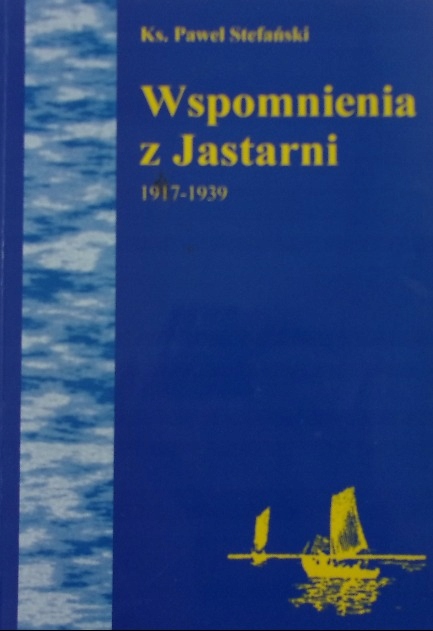 Ks. Paweł Stefański
Wspomnienia
z Jastarni
1917-1939